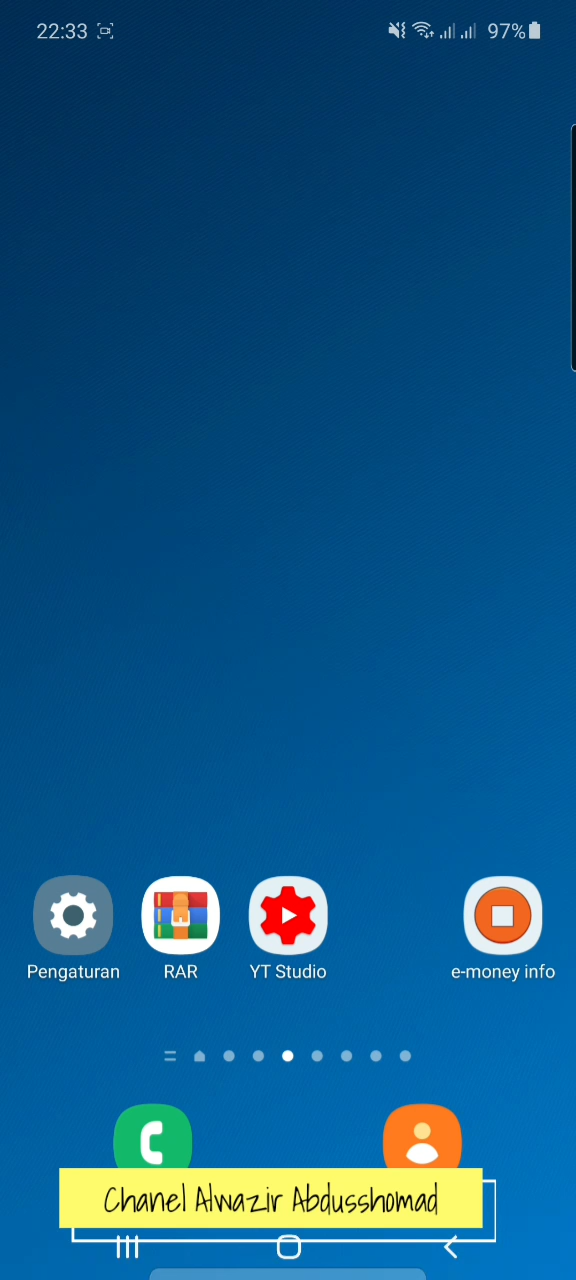 22:33
97%
Pengaturan
RAR
YT Studio
e-money info
Chanel Alwazir Abdusshomad